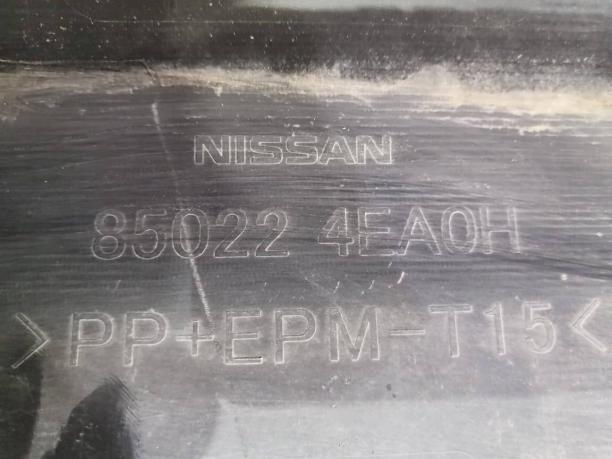 NISSAN
85022 4EA0H
>PP+EPM-T15<